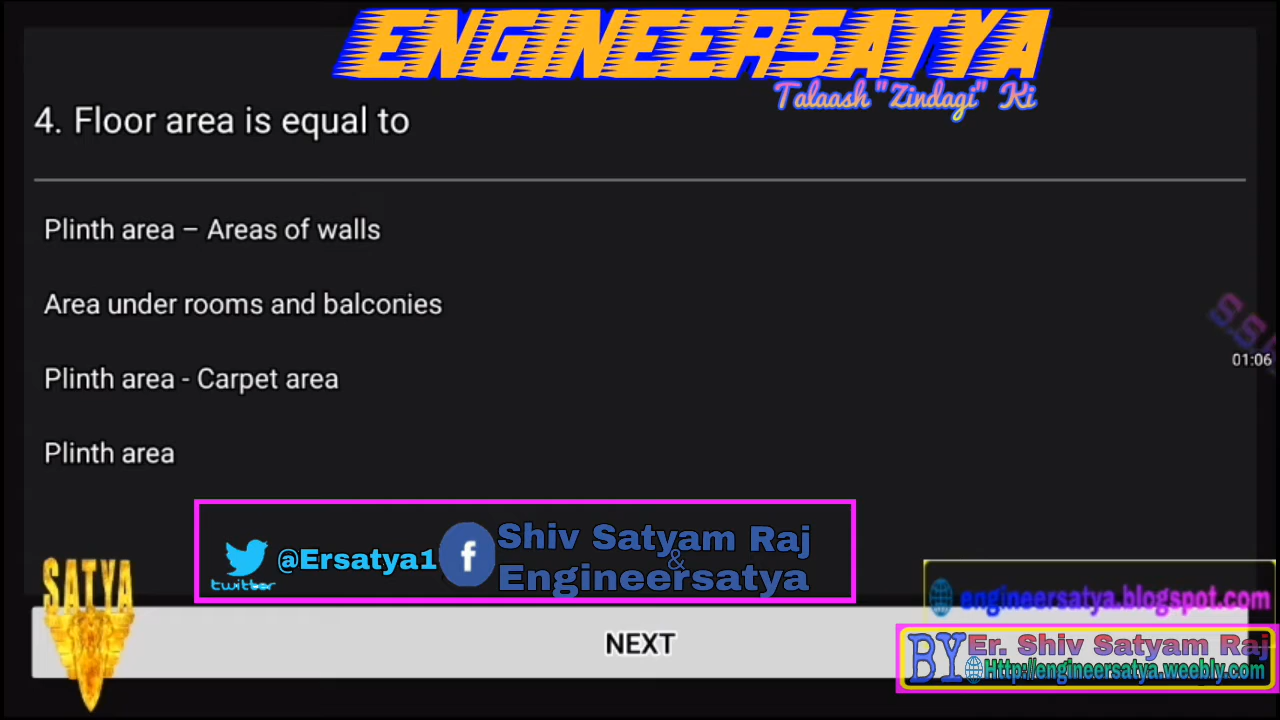 ENGINEERSATYA
Talaash "Zindagi" Ki
4. Floor area is equal to
Plinth area – Areas of walls
Area under rooms and balconies
Plinth area - Carpet area
Plinth area
S.S.
01:06
@Ersatya1
twitter
Shiv Satyam Raj
&
Engineersatya
SATYA
NEXT
engineersatya.blogspot.com
BY Er. Shiv Satyam Raj
Http://engineersatya.weebly.com